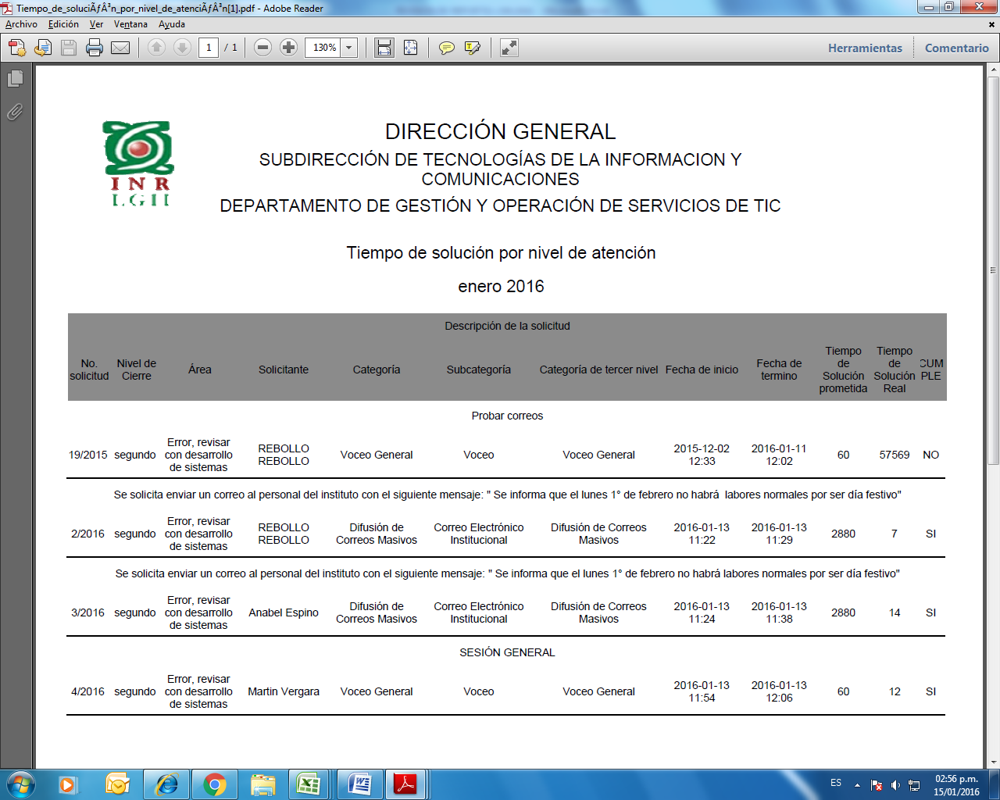 Tiempo_de_soluciÃƒÂ³n_por_nivel_de_atenciÃƒÂ³n[1].pdf - Adobe Reader
Archivo Edición Ver Ventana Ayuda
1 / 1 130% Herramientas Comentario
INR
LGII
DIRECCIÓN GENERAL
SUBDIRECCIÓN DE TECNOLOGÍAS DE LA INFORMACION Y
COMUNICACIONES
DEPARTAMENTO DE GESTIÓN Y OPERACIÓN DE SERVICIOS DE TIC
Tiempo de solución por nivel de atención
enero 2016
Descripción de la solicitud
No. solicitud Nivel de Cierre Área Solicitante Categoría Subcategoría Categoría de tercer nivel Fecha de inicio Fecha de termino Tiempo de Solución prometida Tiempo de Solución Real CUM PLE
Probar correos
19/2015 segundo Error, revisar con desarrollo de sistemas REBOLLO REBOLLO Voceo General Voceo Voceo General 2015-12-02 12:33 2016-01-11 12:02 60 57569 NO
Se solicita enviar un correo al personal del instituto con el siguiente mensaje: " Se informa que el lunes 1° de febrero no habrá  labores normales por ser día festivo"
2/2016 segundo Error, revisar con desarrollo de sistemas REBOLLO REBOLLO Difusión de Correos Masivos Correo Electrónico Institucional Difusión de Correos Masivos 2016-01-13 11:22 2016-01-13 11:29 2880 7 SI
Se solicita enviar un correo al personal del instituto con el siguiente mensaje: " Se informa que el lunes 1° de febrero no habrá labores normales por ser día festivo"
3/2016 segundo Error, revisar con desarrollo de sistemas Anabel Espino Difusión de Correos Masivos Correo Electrónico Institucional Difusión de Correos Masivos 2016-01-13 11:24 2016-01-13 11:38 2880 14 SI
SESIÓN GENERAL
4/2016 segundo Error, revisar con desarrollo de sistemas Martin Vergara Voceo General Voceo Voceo General 2016-01-13 11:54 2016-01-13 12:06 60 12 SI
ES 02:56 p.m.
15/01/2016